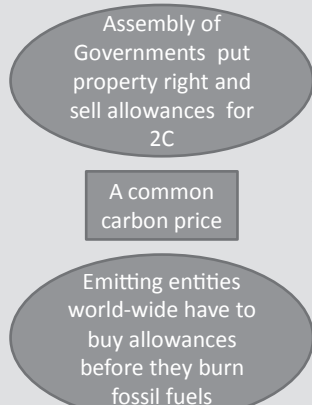 Assembly of
Governments put
property right and
sell allowances for
2C
A common
carbon price
Emitting entities
world-wide have to
buy allowances
before they burn
fossil fuels